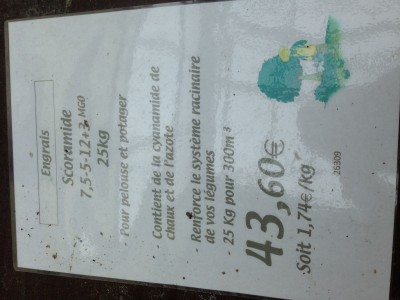 Engrais
Scoramide
7,5-5-12+3 MGO
25kg
Pour pelouse et potager
- Contient de la cyanamide de
chaux et de l'azote
Renforce le système racinaire
de vos légumes
- 25 Kg pour 300m²
43,60€
Soit 1,74€/kg
26309